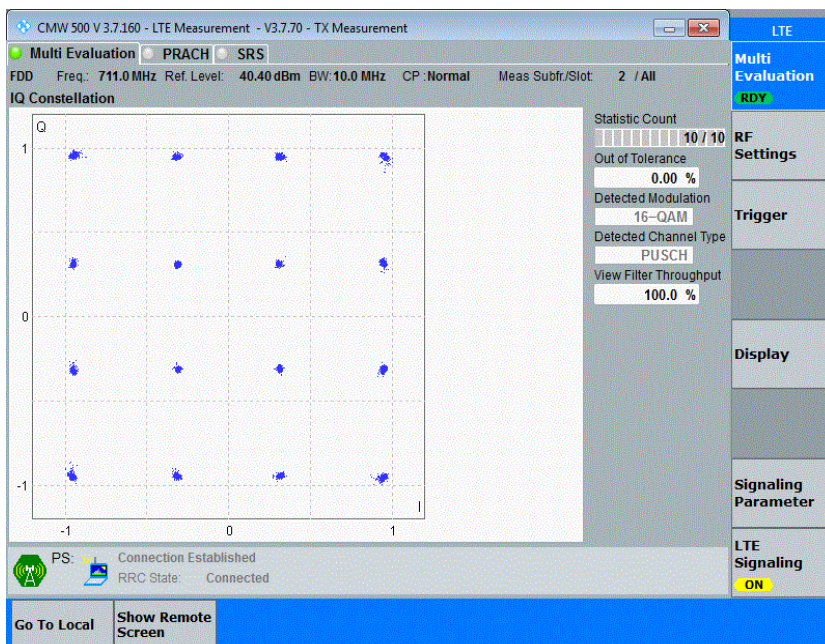 CMW 500 V 3.7.160 - LTE Measurement - V3.7.70 - TX Measurement
LTE
Multi Evaluation PRACH SRS
FDD Freq.: 711.0 MHz Ref. Level: 40.40 dBm BW: 10.0 MHz CP : Normal Meas Subfr./Slot: 2 / All
IQ Constellation
Q
1
0
-1
I
-1 0 1
Statistic Count
10 / 10
Out of Tolerance
0.00 %
Detected Modulation
16-QAM
Detected Channel Type
PUSCH
View Filter Throughput
100.0 %
Multi
Evaluation
RDY
RF
Settings
Trigger
Display
Signaling
Parameter
LTE
Signaling
ON
PS: Connection Established
RRC State: Connected
Go To Local
Show Remote
Screen